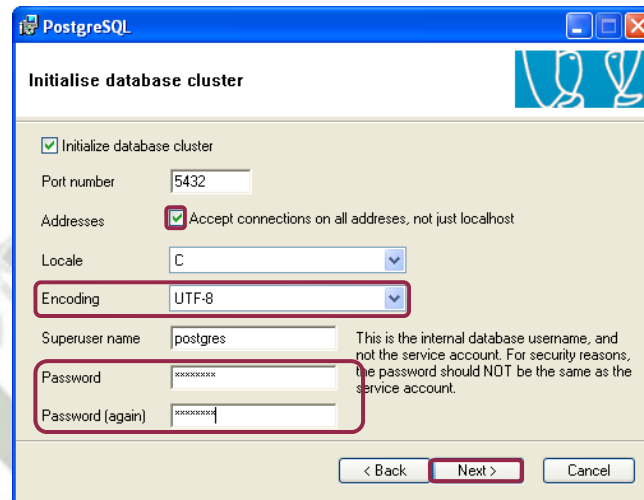 PostgreSQL
Initialise database cluster
Initialize database cluster
Port number 5432
Addresses Accept connections on all addreses, not just localhost
Locale C
Encoding UTF-8
Superuser name postgres
This is the internal database username, and
not the service account. For security reasons,
the password should NOT be the same as the
service account.
Password ********
Password (again) ********
< Back Next > Cancel